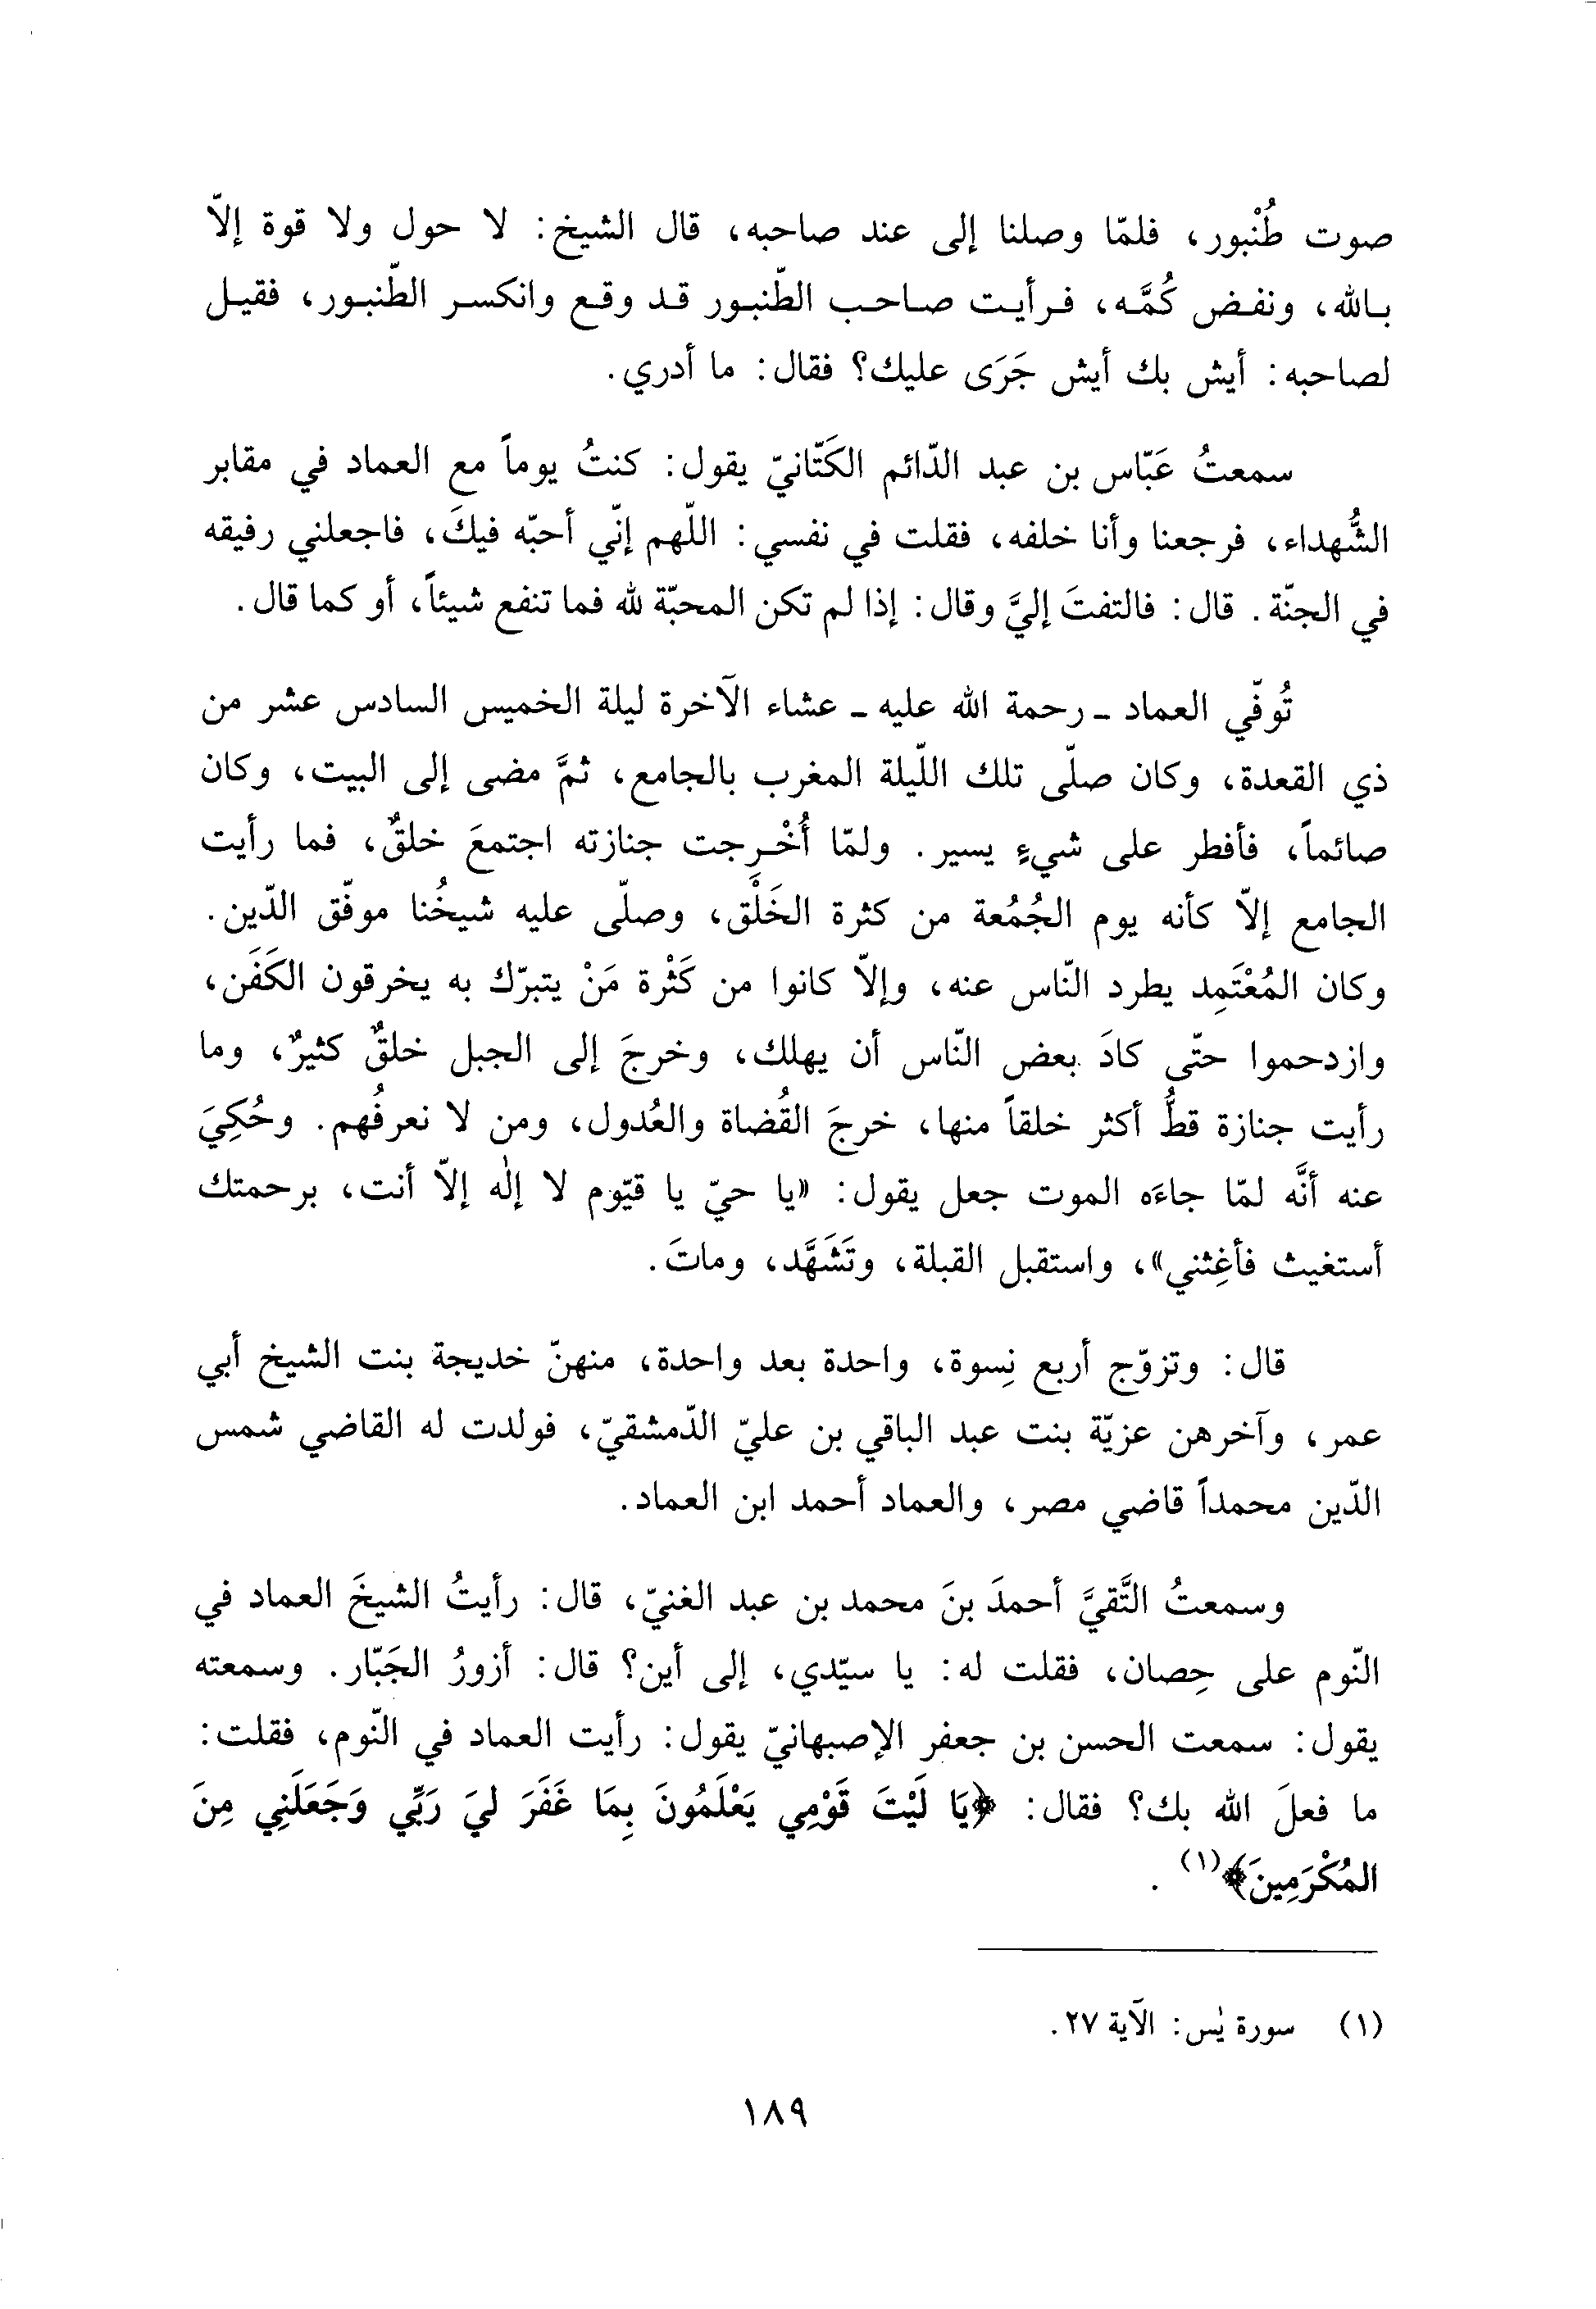 صوت طُنْبور، فلمّا وصلنا إلى عند صاحبه، قال الشيخ: لا حول ولا قوة إلاّ
بالله، ونفض كُمَّه، فرأيت صاحب الطّنبور قد وقع وانكسر الطّنبور، فقيل
لصاحبه: أيش بك أيش جَرَى عليك؟ فقال: ما أدري.
سمعتُ عَبّاس بن عبد الدّائم الكَتّانيّ يقول: كنتُ يوماً مع العماد في مقابر
الشُّهداء، فرجعنا وأنا خلفه، فقلت في نفسي: اللّهم إنّي أحبّه فيكَ، فاجعلني رفيقه
في الجنّة. قال: فالتفتَ إليَّ وقال: إذا لم تكن المحبّة لله فما تنفع شيئاً، أو كما قال.
تُوفّي العماد ـ رحمة الله عليه ـ عشاء الآخرة ليلة الخميس السادس عشر من
ذي القعدة، وكان صلّى تلك اللّيلة المغرب بالجامع، ثمَّ مضى إلى البيت، وكان
صائماً، فأفطر على شيءٍ يسير. ولمّا أُخْرِجت جنازته اجتمعَ خلقٌ، فما رأيت
الجامع إلاّ كأنه يوم الجُمُعة من كثرة الخَلْق، وصلّى عليه شيخُنا موفّق الدّين.
وكان المُعْتَمِد يطرد النّاس عنه، وإلاّ كانوا من كَثْرة مَنْ يتبرّك به يخرقون الكَفَن،
وازدحموا حتّى كادَ بعض النّاس أن يهلك، وخرجَ إلى الجبل خلقٌ كثيرٌ، وما
رأيت جنازة قطُّ أكثر خلقاً منها، خرجَ القُضاة والعُدول، ومن لا نعرفُهم. وحُكِيَ
عنه أنَّه لمّا جاءَه الموت جعل يقول: «يا حيّ يا قيّوم لا إلٰه إلاّ أنت، برحمتك
أستغيث فأغِثني»، واستقبل القبلة، وتَشَهَّد، وماتَ.
قال: وتزوّج أربع نِسوة، واحدة بعد واحدة، منهنّ خديجة بنت الشيخ أبي
عمر، وآخرهن عزيّة بنت عبد الباقي بن عليّ الدّمشقيّ، فولدت له القاضي شمس
الدّين محمداً قاضي مصر، والعماد أحمد ابن العماد.
وسمعتُ التَّقيَّ أحمدَ بنَ محمد بن عبد الغنيّ، قال: رأيتُ الشيخَ العماد في
النّوم على حِصان، فقلت له: يا سيّدي، إلى أين؟ قال: أزورُ الجَبّار. وسمعته
يقول: سمعت الحسن بن جعفر الإصبهانيّ يقول: رأيت العماد في النّوم، فقلت:
ما فعلَ الله بك؟ فقال: ﴿يَا لَيْتَ قَوْمِي يَعْلَمُونَ بِمَا غَفَرَ لِيَ رَبِّي وَجَعَلَنِي مِنَ
المُكْرَمِينَ﴾(١).
(١) سورة يٰس: الآية ٢٧.
١٨٩